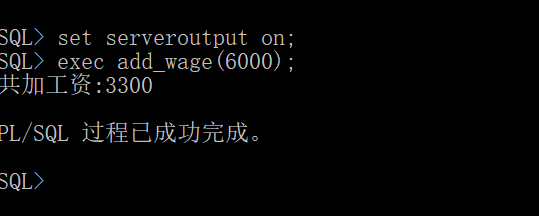 SQL> set serveroutput on;
SQL> exec add_wage(6000);
共加工资:3300
PL/SQL 过程已成功完成。
SQL>